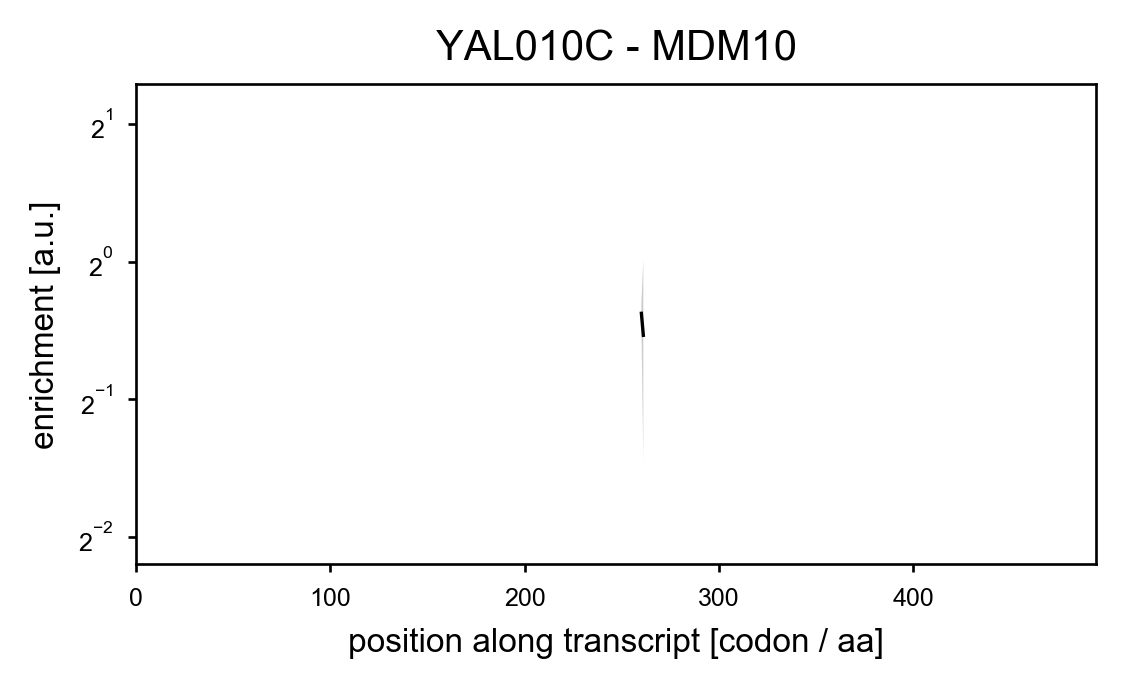 YAL010C - MDM10
enrichment [a.u.]
2^1
2^0
2^−1
2^−2
0 100 200 300 400
position along transcript [codon / aa]